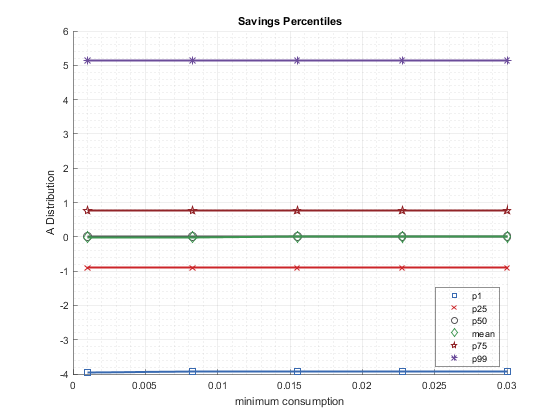 Savings Percentiles
6
5
4
3
2
1
0
-1
-2
-3
-4
A Distribution
0
0.005
0.01
0.015
0.02
0.025
0.03
minimum consumption
p1
p25
p50
mean
p75
p99